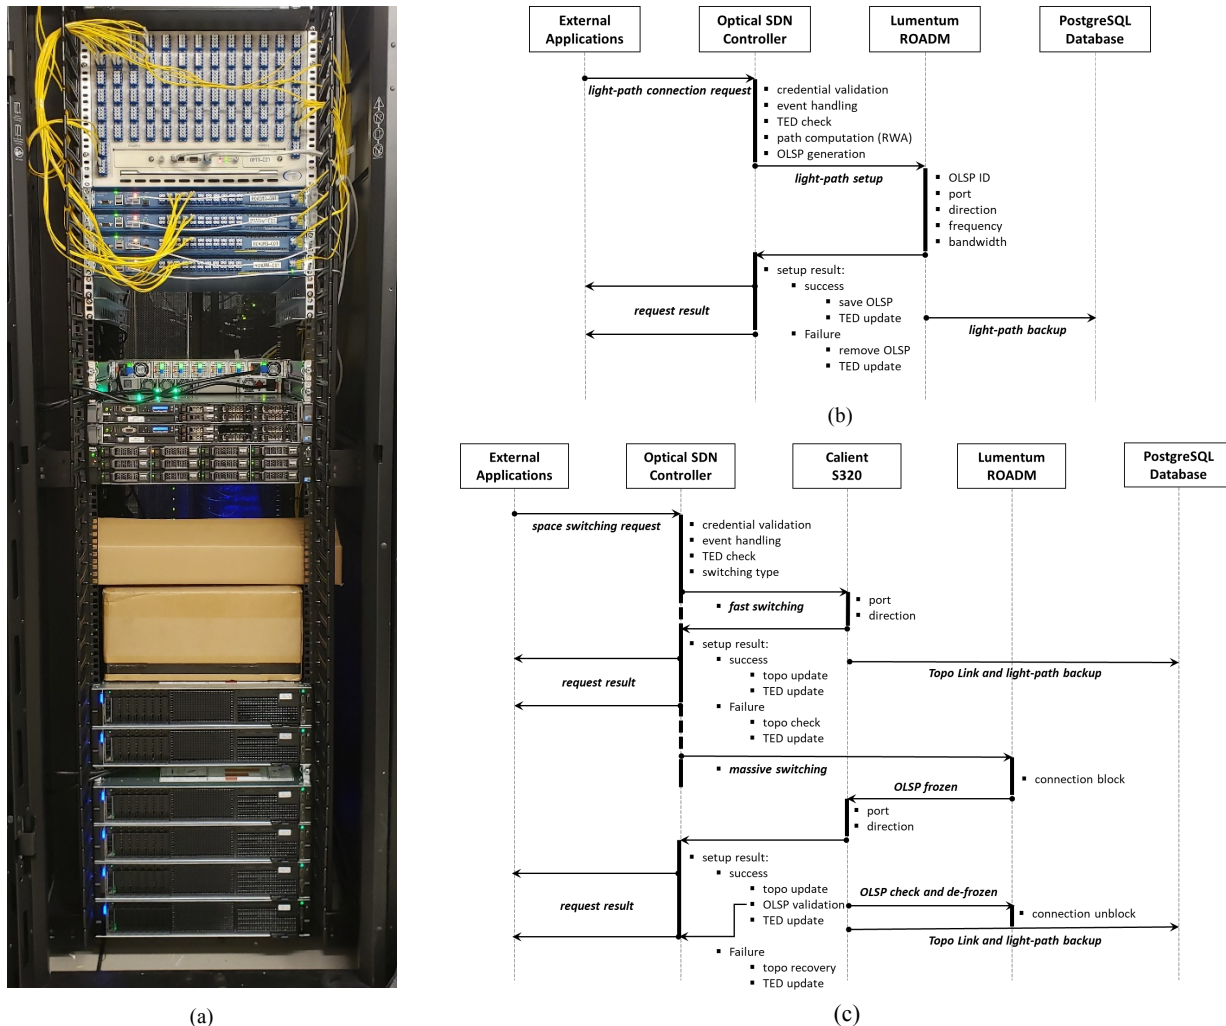 (a)
External
Applications
Optical SDN
Controller
Lumentum
ROADM
PostgreSQL
Database
light-path connection request
▪ credential validation
▪ event handling
▪ TED check
▪ path computation (RWA)
▪ OLSP generation
light-path setup
▪ OLSP ID
▪ port
▪ direction
▪ frequency
▪ bandwidth
▪ setup result:
▪ success
▪ save OLSP
▪ TED update
request result
light-path backup
▪ Failure
▪ remove OLSP
▪ TED update
(b)
External
Applications
Optical SDN
Controller
Calient
S320
Lumentum
ROADM
PostgreSQL
Database
space switching request
▪ credential validation
▪ event handling
▪ TED check
▪ switching type
▪ fast switching
▪ port
▪ direction
▪ setup result:
▪ success
▪ topo update
▪ TED update
request result
Topo Link and light-path backup
▪ Failure
▪ topo check
▪ TED update
▪ massive switching
▪ connection block
OLSP frozen
▪ port
▪ direction
▪ setup result:
▪ success
▪ topo update
▪ OLSP validation
▪ TED update
request result
OLSP check and de-frozen
▪ connection unblock
Topo Link and light-path backup
▪ Failure
▪ topo recovery
▪ TED update
(c)